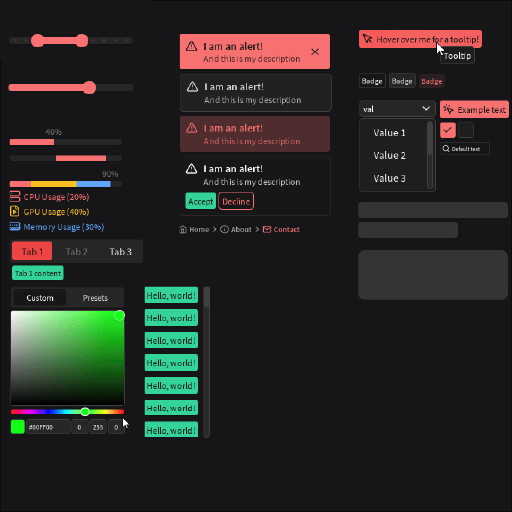 40%
90%
CPU Usage (20%)
GPU Usage (40%)
Memory Usage (30%)
Tab 1
Tab 2
Tab 3
Tab 1 content
Custom
Presets
#00FF00
0
255
0
I am an alert!
And this is my description
I am an alert!
And this is my description
I am an alert!
And this is my description
I am an alert!
And this is my description
Accept
Decline
Home
About
Contact
Hello, world!
Hello, world!
Hello, world!
Hello, world!
Hello, world!
Hello, world!
Hello, world!
Hover over me for a tooltip!
Tooltip
Badge
Badge
Badge
val
Value 1
Value 2
Value 3
Example text
Default text